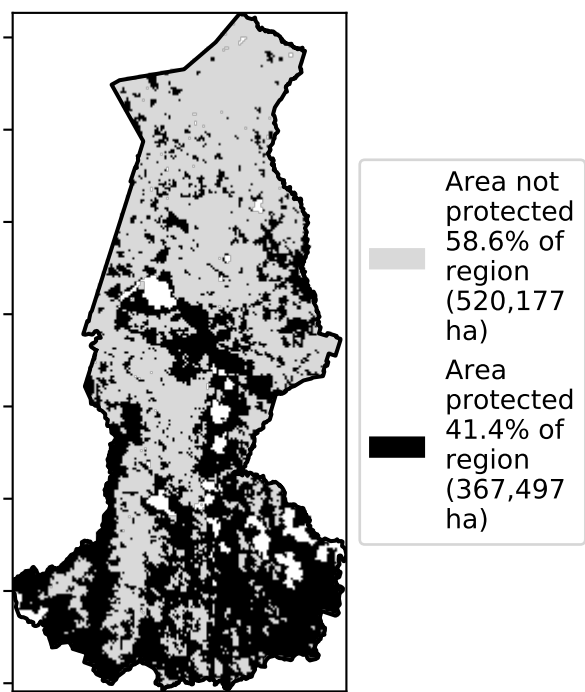 Area not
protected
58.6% of
region
(520,177
ha)
Area
protected
41.4% of
region
(367,497
ha)